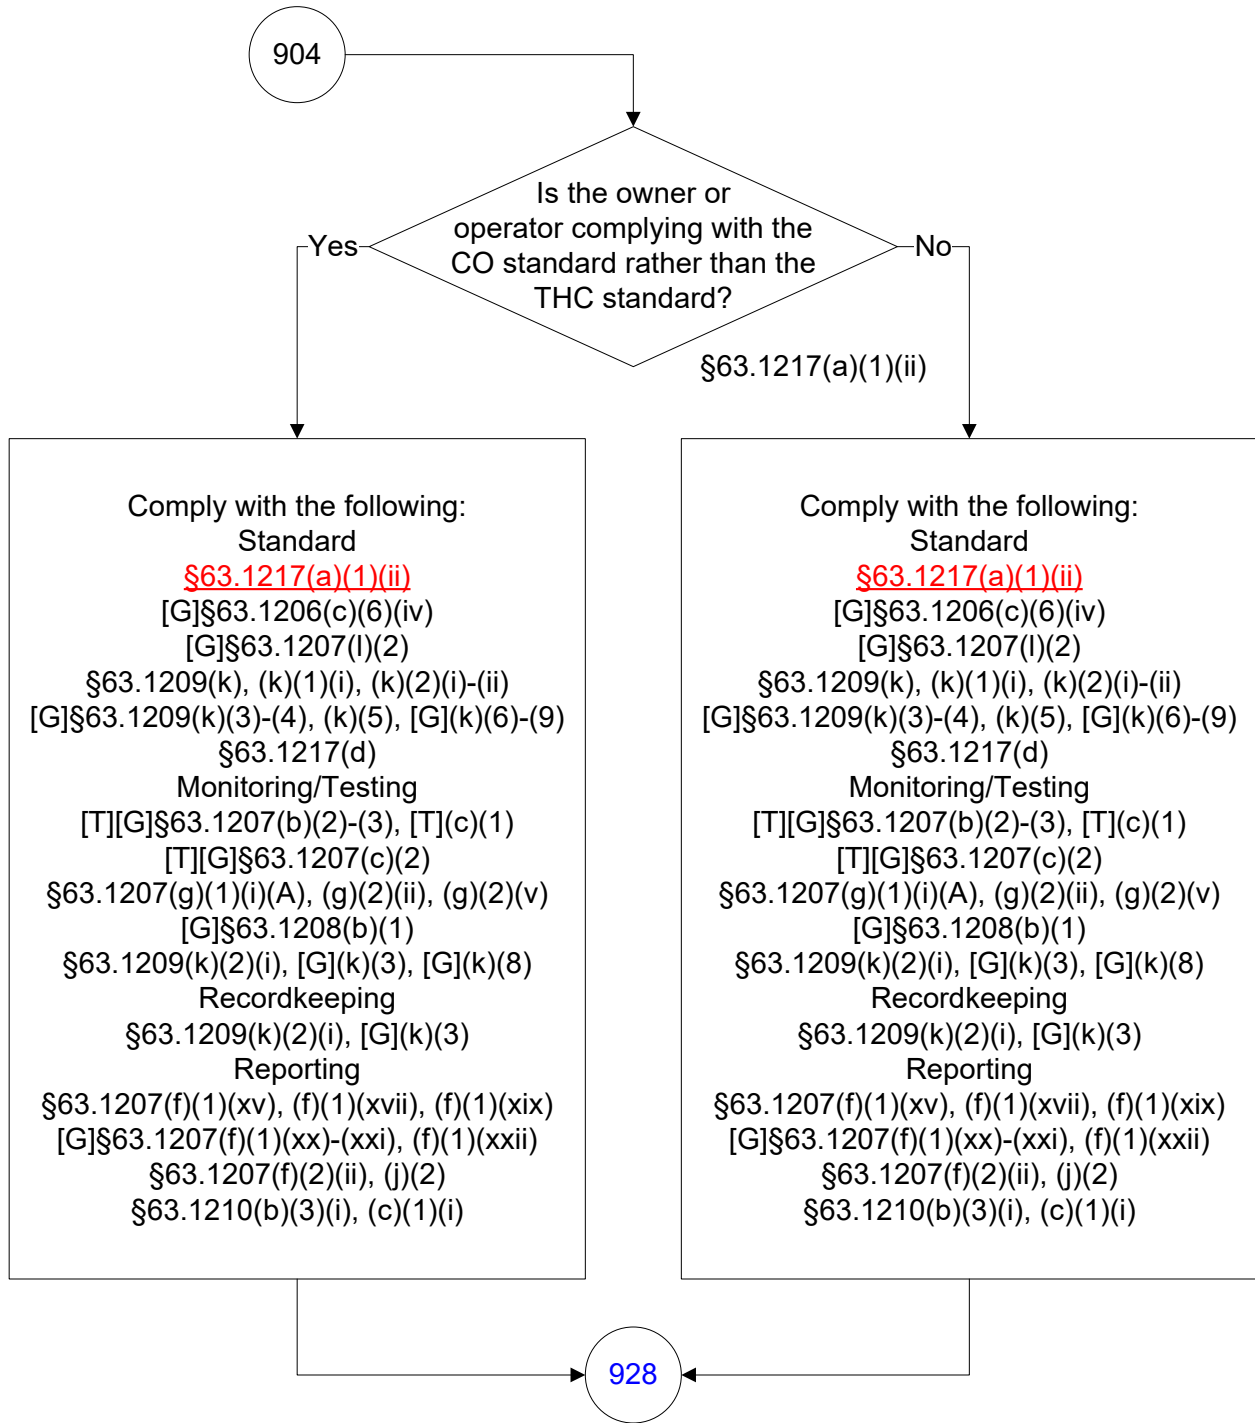 904
Is the owner or
operator complying with the
CO standard rather than the
THC standard?
Yes
No
§63.1217(a)(1)(ii)
Comply with the following:
Standard
§63.1217(a)(1)(ii)
[G]§63.1206(c)(6)(iv)
[G]§63.1207(l)(2)
§63.1209(k), (k)(1)(i), (k)(2)(i)-(ii)
[G]§63.1209(k)(3)-(4), (k)(5), [G](k)(6)-(9)
§63.1217(d)
Monitoring/Testing
[T][G]§63.1207(b)(2)-(3), [T](c)(1)
[T][G]§63.1207(c)(2)
§63.1207(g)(1)(i)(A), (g)(2)(ii), (g)(2)(v)
[G]§63.1208(b)(1)
§63.1209(k)(2)(i), [G](k)(3), [G](k)(8)
Recordkeeping
§63.1209(k)(2)(i), [G](k)(3)
Reporting
§63.1207(f)(1)(xv), (f)(1)(xvii), (f)(1)(xix)
[G]§63.1207(f)(1)(xx)-(xxi), (f)(1)(xxii)
§63.1207(f)(2)(ii), (j)(2)
§63.1210(b)(3)(i), (c)(1)(i)
Comply with the following:
Standard
§63.1217(a)(1)(ii)
[G]§63.1206(c)(6)(iv)
[G]§63.1207(l)(2)
§63.1209(k), (k)(1)(i), (k)(2)(i)-(ii)
[G]§63.1209(k)(3)-(4), (k)(5), [G](k)(6)-(9)
§63.1217(d)
Monitoring/Testing
[T][G]§63.1207(b)(2)-(3), [T](c)(1)
[T][G]§63.1207(c)(2)
§63.1207(g)(1)(i)(A), (g)(2)(ii), (g)(2)(v)
[G]§63.1208(b)(1)
§63.1209(k)(2)(i), [G](k)(3), [G](k)(8)
Recordkeeping
§63.1209(k)(2)(i), [G](k)(3)
Reporting
§63.1207(f)(1)(xv), (f)(1)(xvii), (f)(1)(xix)
[G]§63.1207(f)(1)(xx)-(xxi), (f)(1)(xxii)
§63.1207(f)(2)(ii), (j)(2)
§63.1210(b)(3)(i), (c)(1)(i)
928